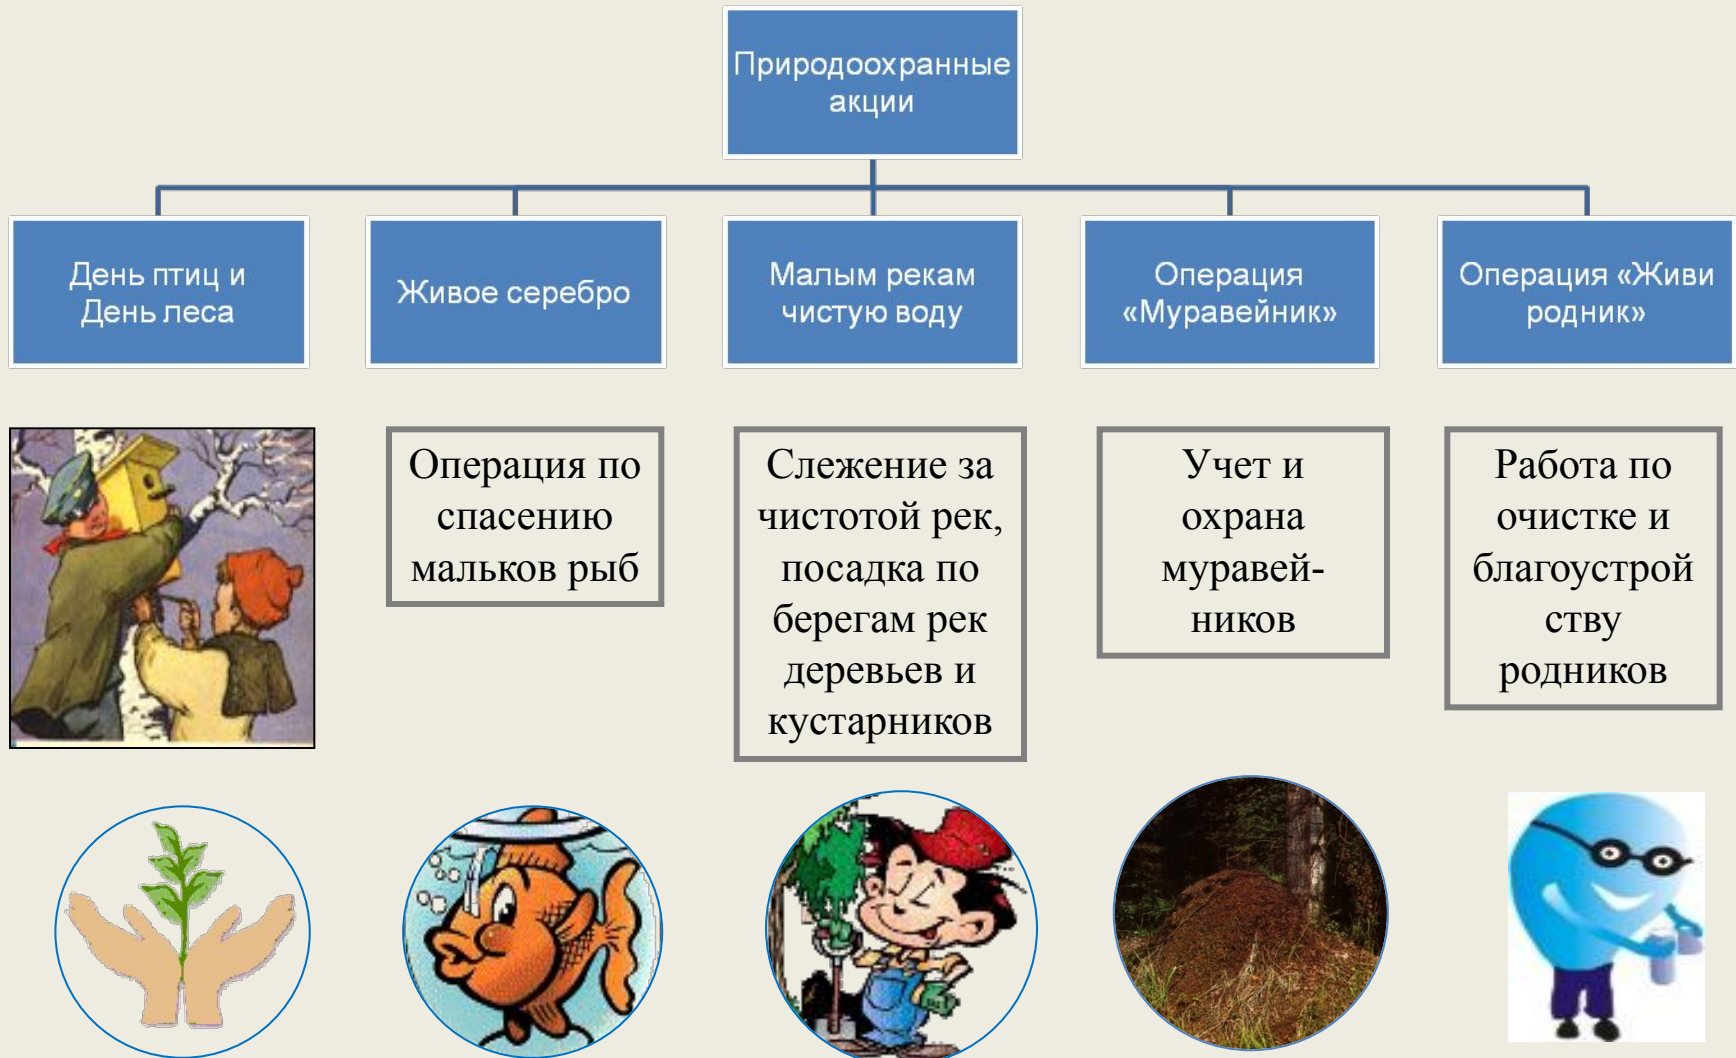 Природоохранные
акции
День птиц и
День леса
Живое серебро
Малым рекам
чистую воду
Операция
«Муравейник»
Операция «Живи
родник»
Операция по
спасению
мальков рыб
Слежение за
чистотой рек,
посадка по
берегам рек
деревьев и
кустарников
Учет и
охрана
муравей-
ников
Работа по
очистке и
благоустрой
ству
родников